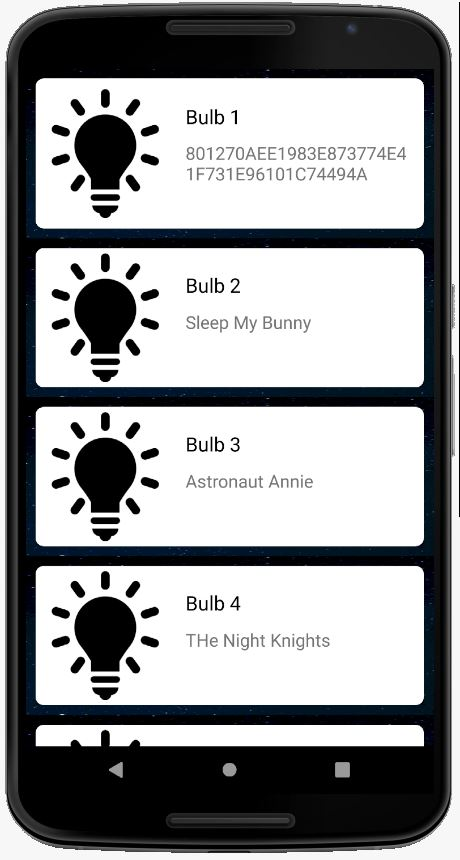 Bulb 1
801270AEE1983E873774E4
1F731E96101C74494A
Bulb 2
Sleep My Bunny
Bulb 3
Astronaut Annie
Bulb 4
THe Night Knights